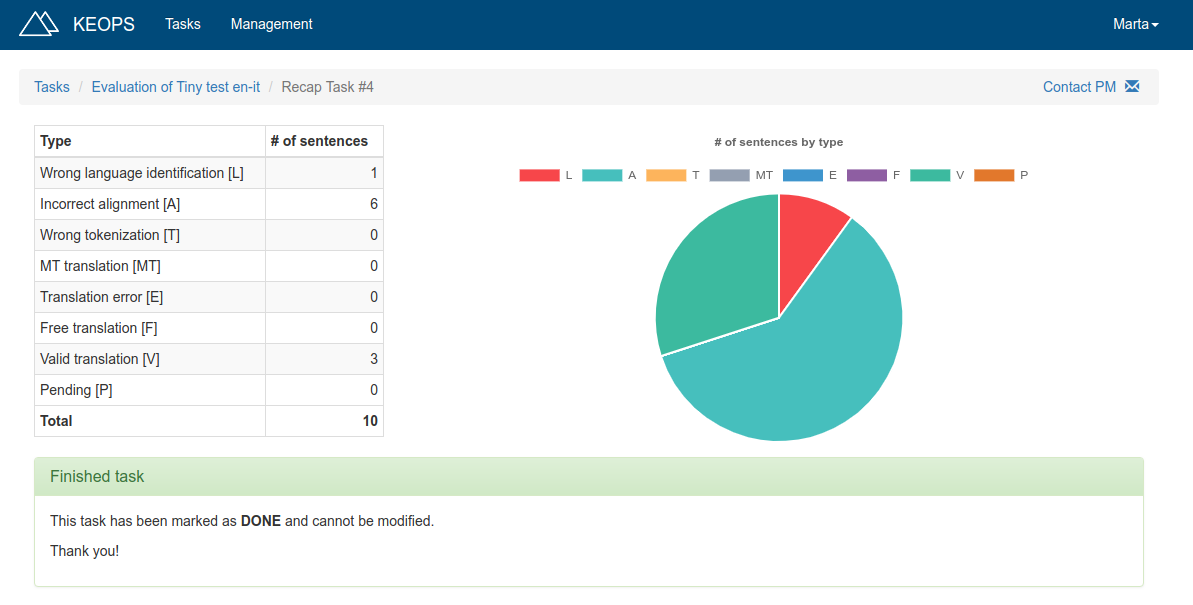 KEOPS Tasks Management Marta
Tasks / Evaluation of Tiny test en-it / Recap Task #4 Contact PM
Type # of sentences
Wrong language identification [L] 1
Incorrect alignment [A] 6
Wrong tokenization [T] 0
MT translation [MT] 0
Translation error [E] 0
Free translation [F] 0
Valid translation [V] 3
Pending [P] 0
Total 10
# of sentences by type
L A T MT E F V P
Finished task
This task has been marked as DONE and cannot be modified.
Thank you!